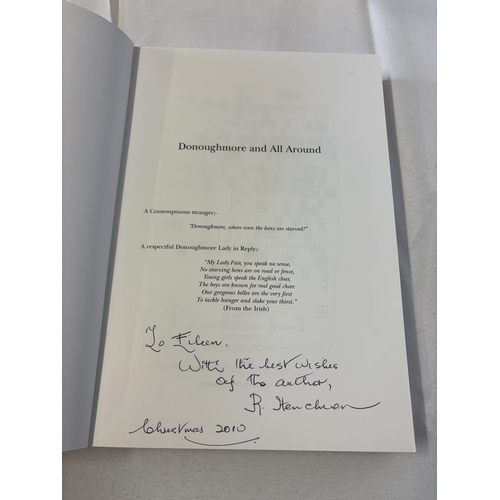 Donoughmore and All Around
A Contemptuous stranger;-
"Donoughmore, where even the hens are starved!"
A respectful Donoughmore Lady in Reply:-
"My Lady Fair, you speak no sense,
No starving hens are on road or fence,
Young girls speak the English clear,
The boys are known for real good cheer.
Our gorgeous belles are the very first
To tackle hunger and slake your thirst."
(From the Irish)
To Eileen.
With the best wishes
of the author,
R. Henchion
Christmas 2010